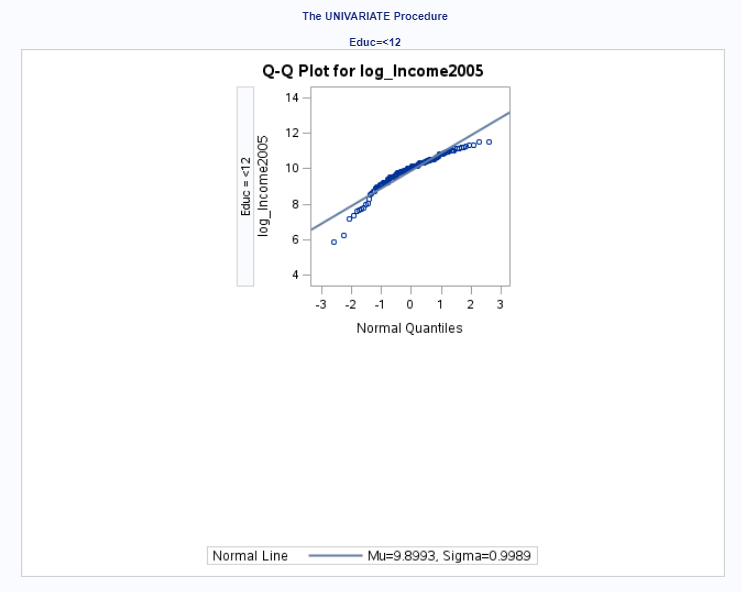 The UNIVARIATE Procedure
Educ=<12
Q-Q Plot for log_Income2005
Educ = <12
log_Income2005
14
12
10
8
6
4
-3 -2 -1 0 1 2 3
Normal Quantiles
Normal Line Mu=9.8993, Sigma=0.9989